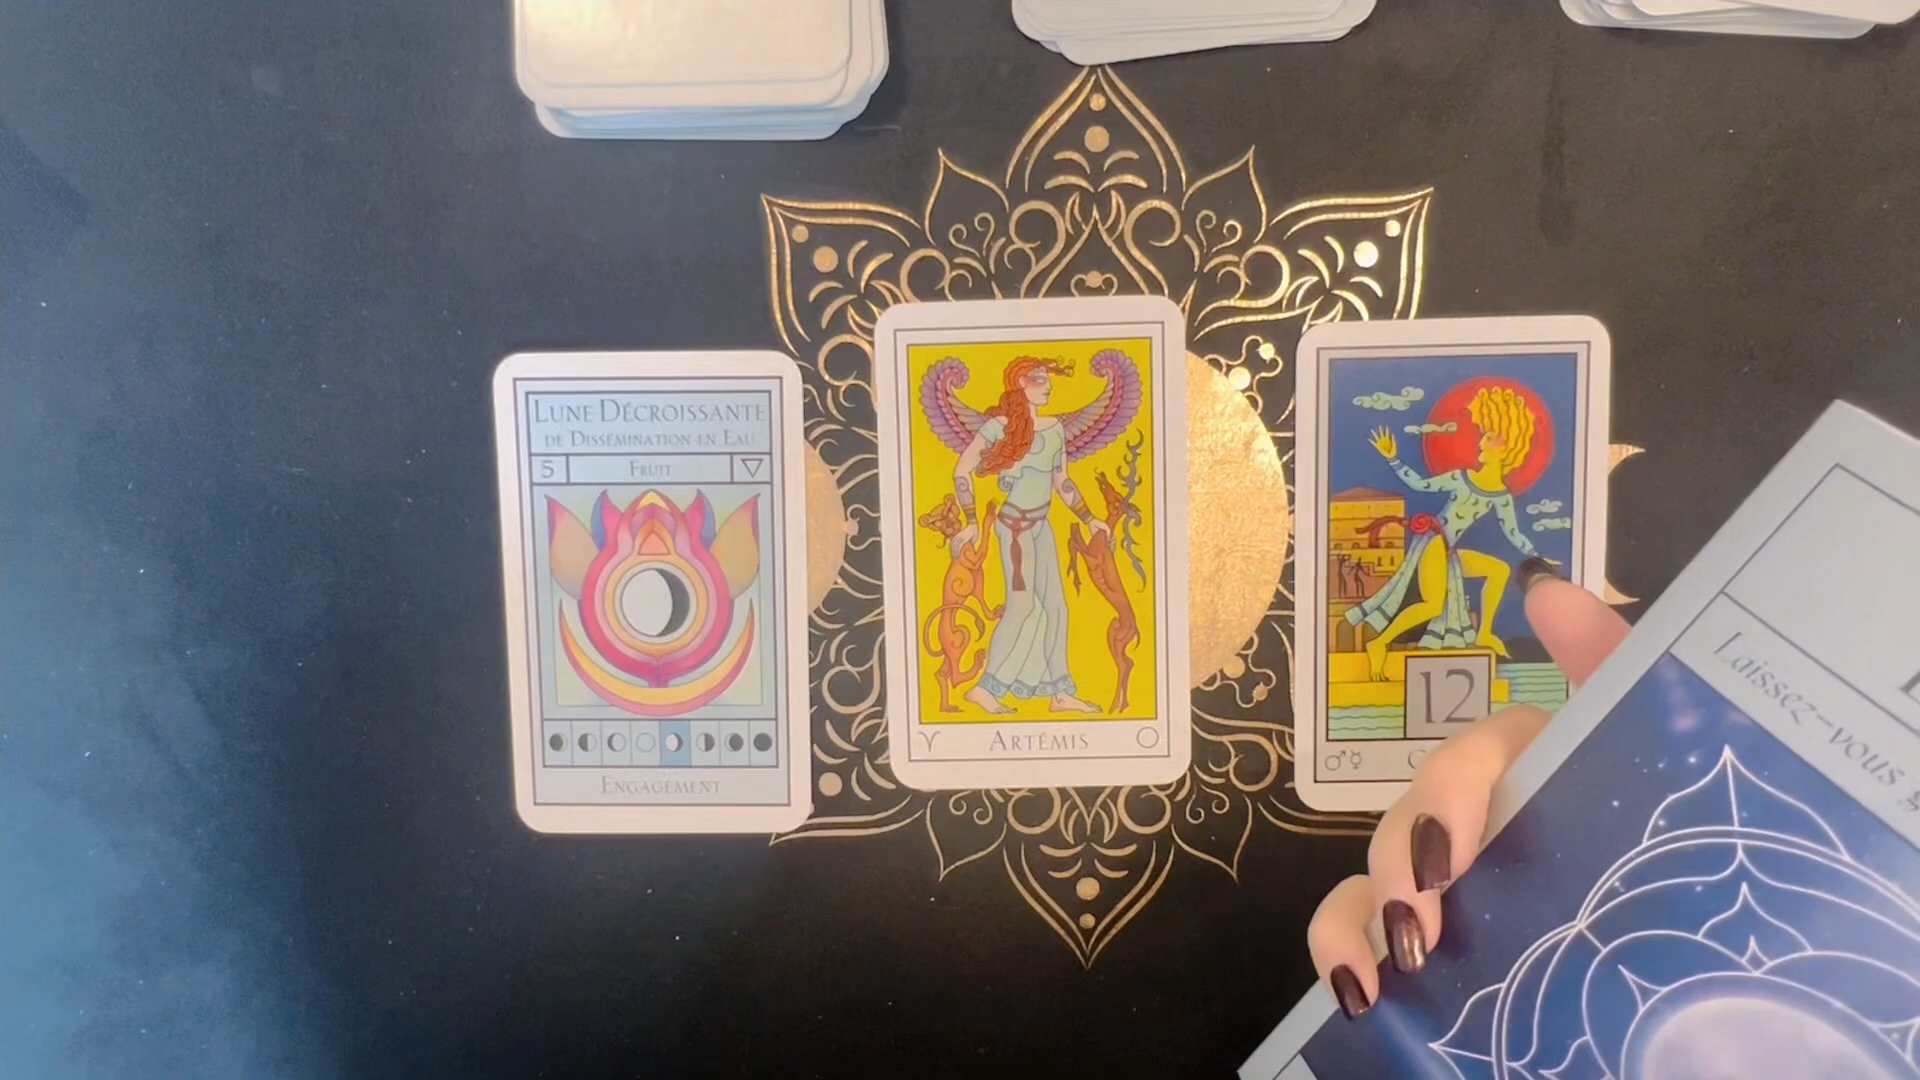 Lune Décroissante
de Dissémination en Eau
5 Fruit
Engagement
Artémis
12
Laissez-vous